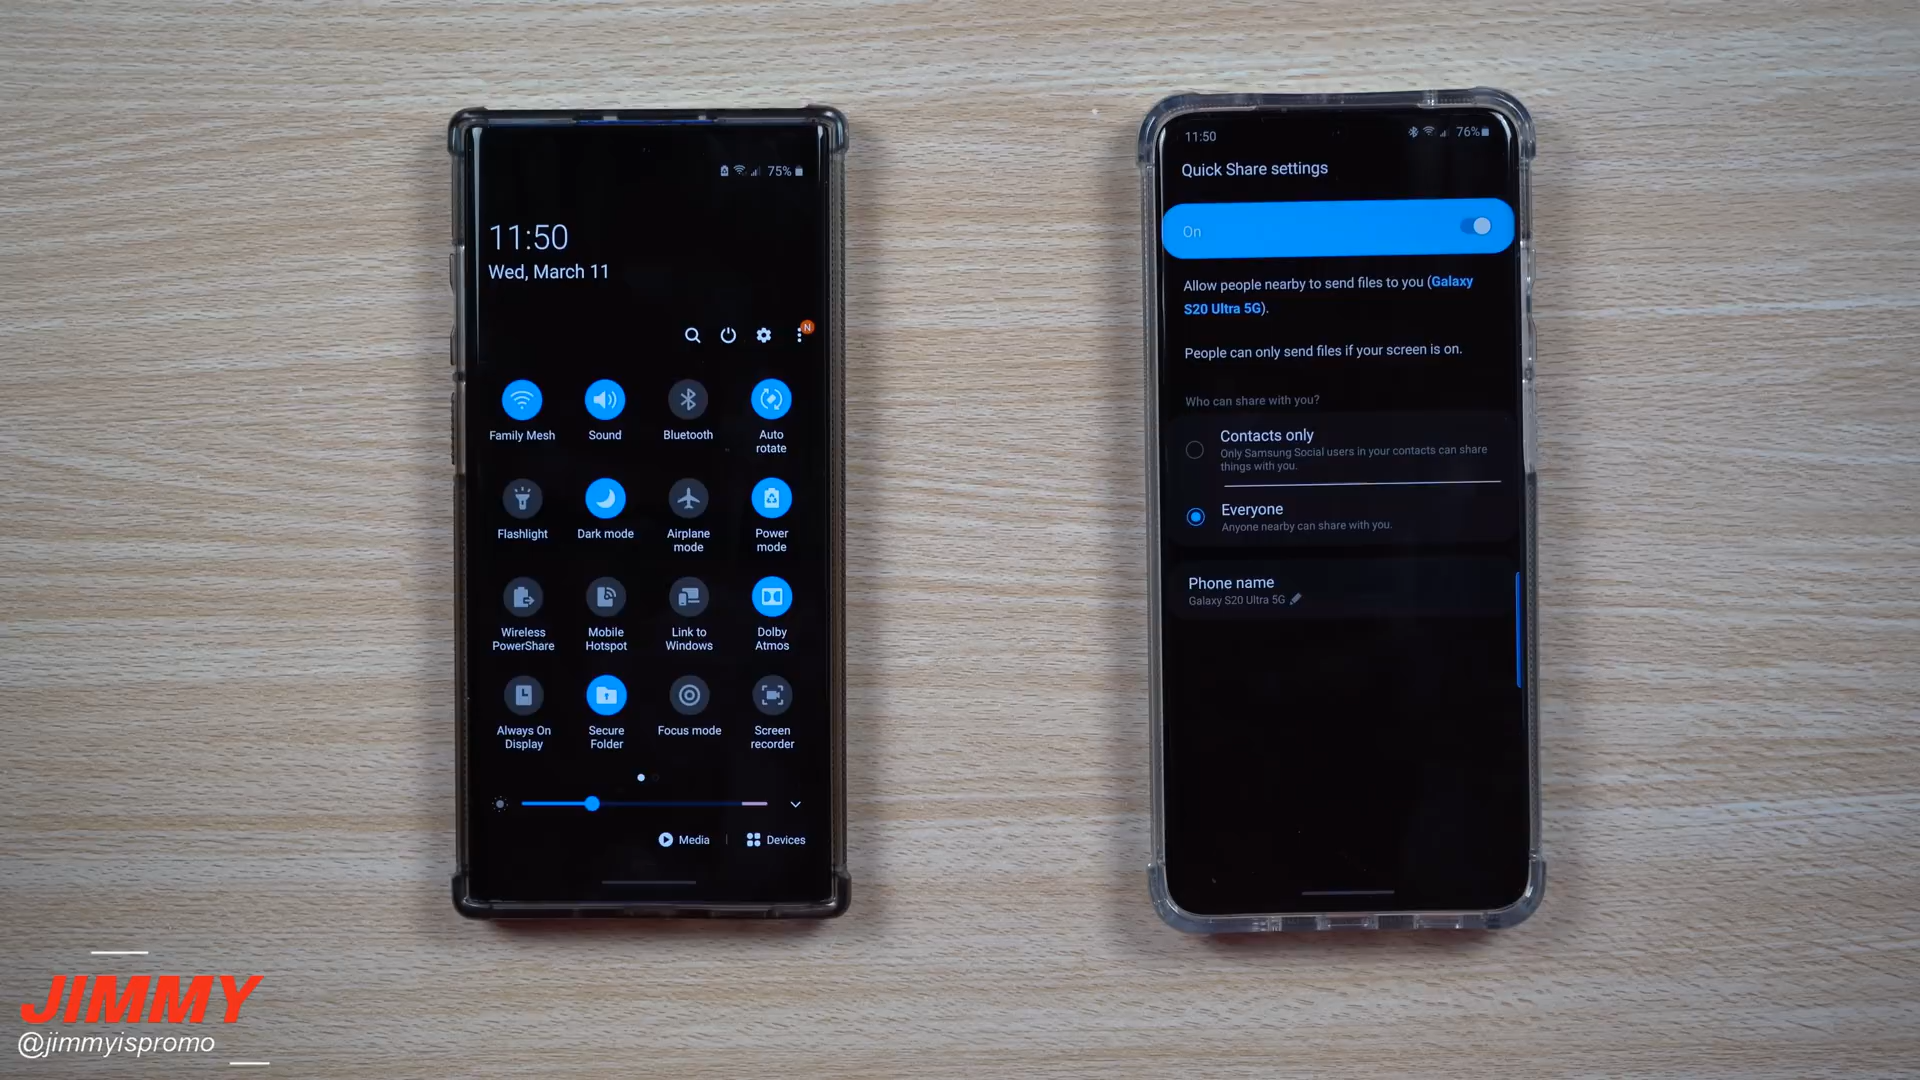 75%
11:50
Wed, March 11
N
Family Mesh
Sound
Bluetooth
Auto
rotate
Flashlight
Dark mode
Airplane
mode
Power
mode
Wireless
PowerShare
Mobile
Hotspot
Link to
Windows
Dolby
Atmos
Always On
Display
Secure
Folder
Focus mode
Screen
recorder
Media
Devices
11:50
76%
Quick Share settings
On
Allow people nearby to send files to you (Galaxy
S20 Ultra 5G).
People can only send files if your screen is on.
Who can share with you?
Contacts only
Only Samsung Social users in your contacts can share
things with you.
Everyone
Anyone nearby can share with you.
Phone name
Galaxy S20 Ultra 5G
JIMMY
@jimmyispromo